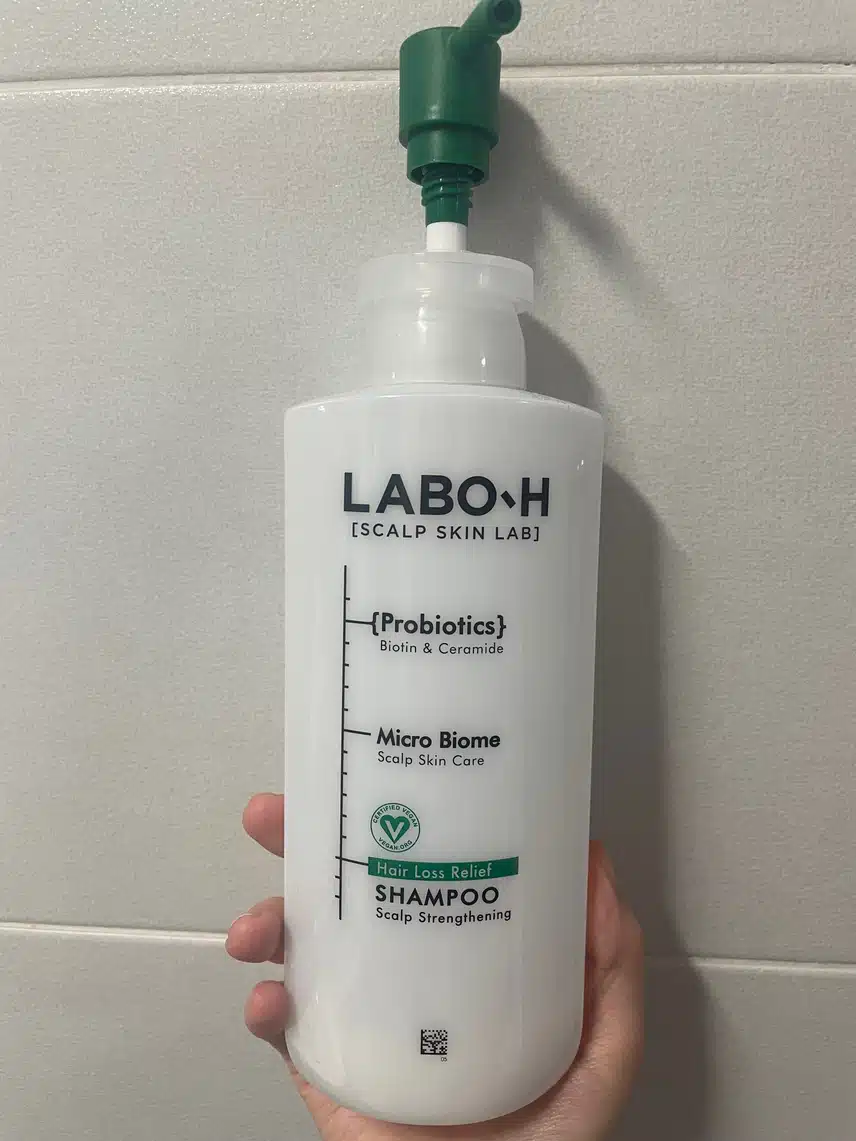 LABO◆H
[SCALP SKIN LAB]
{Probiotics}
Biotin & Ceramide
Micro Biome
Scalp Skin Care
CERTIFIED VEGAN
V
VEGAN.ORG
Hair Loss Relief
SHAMPOO
Scalp Strengthening
05